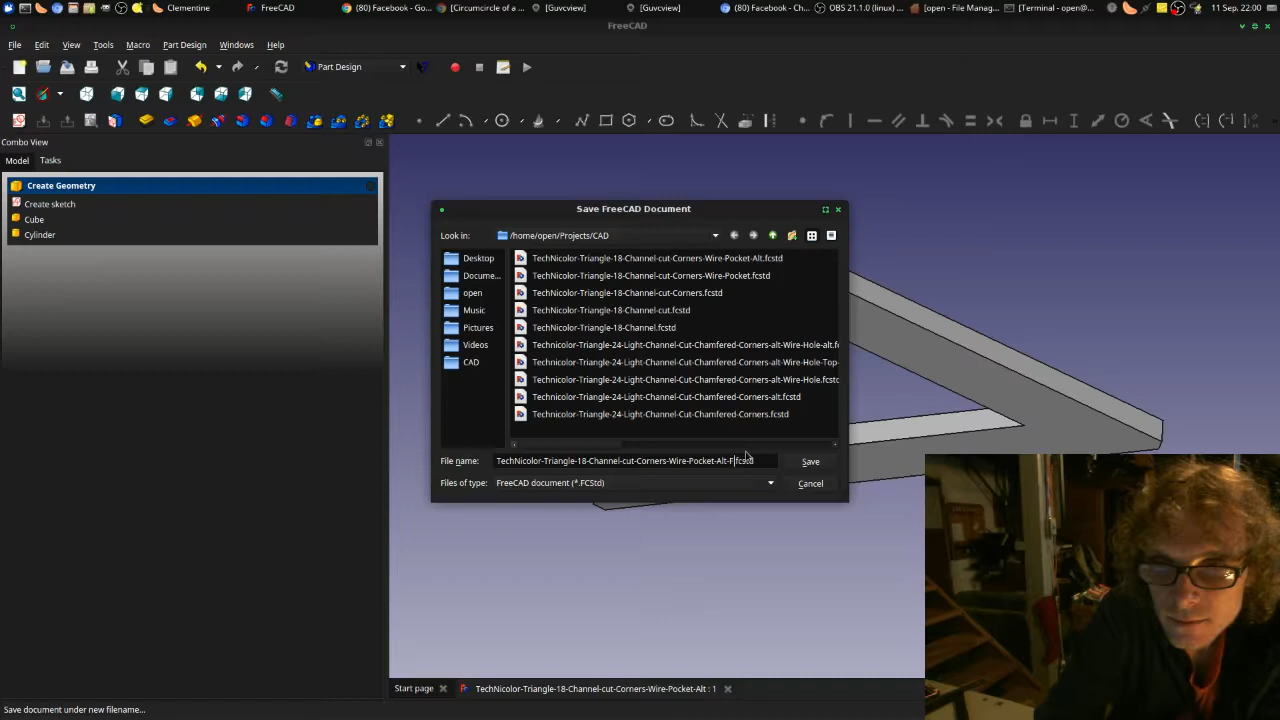 Clementine
FreeCAD
(80) Facebook - Go...
[Circumcircle of a ...
[Guvcview]
[Guvcview]
(80) Facebook - Ch...
OBS 21.1.0 (linux) ...
[open - File Manag...
[Terminal - open@...
11 Sep, 22:00
FreeCAD
File Edit View Tools Macro Part Design Windows Help
Part Design
Combo View
Model Tasks
Create Geometry
Create sketch
Cube
Cylinder
Save FreeCAD Document
Look in: /home/open/Projects/CAD
Desktop
Docume...
open
Music
Pictures
Videos
CAD
TechNicolor-Triangle-18-Channel-cut-Corners-Wire-Pocket-Alt.fcstd
TechNicolor-Triangle-18-Channel-cut-Corners-Wire-Pocket.fcstd
TechNicolor-Triangle-18-Channel-cut-Corners.fcstd
TechNicolor-Triangle-18-Channel-cut.fcstd
TechNicolor-Triangle-18-Channel.fcstd
Technicolor-Triangle-24-Light-Channel-Cut-Chamfered-Corners-alt-Wire-Hole-alt.f
Technicolor-Triangle-24-Light-Channel-Cut-Chamfered-Corners-alt-Wire-Hole-Top-
Technicolor-Triangle-24-Light-Channel-Cut-Chamfered-Corners-alt-Wire-Hole.fcstd
Technicolor-Triangle-24-Light-Channel-Cut-Chamfered-Corners-alt.fcstd
Technicolor-Triangle-24-Light-Channel-Cut-Chamfered-Corners.fcstd
File name: TechNicolor-Triangle-18-Channel-cut-Corners-Wire-Pocket-Alt-F.fcstd
Save
Files of type: FreeCAD document (*.FCStd)
Cancel
Start page
TechNicolor-Triangle-18-Channel-cut-Corners-Wire-Pocket-Alt : 1
Save document under new filename...